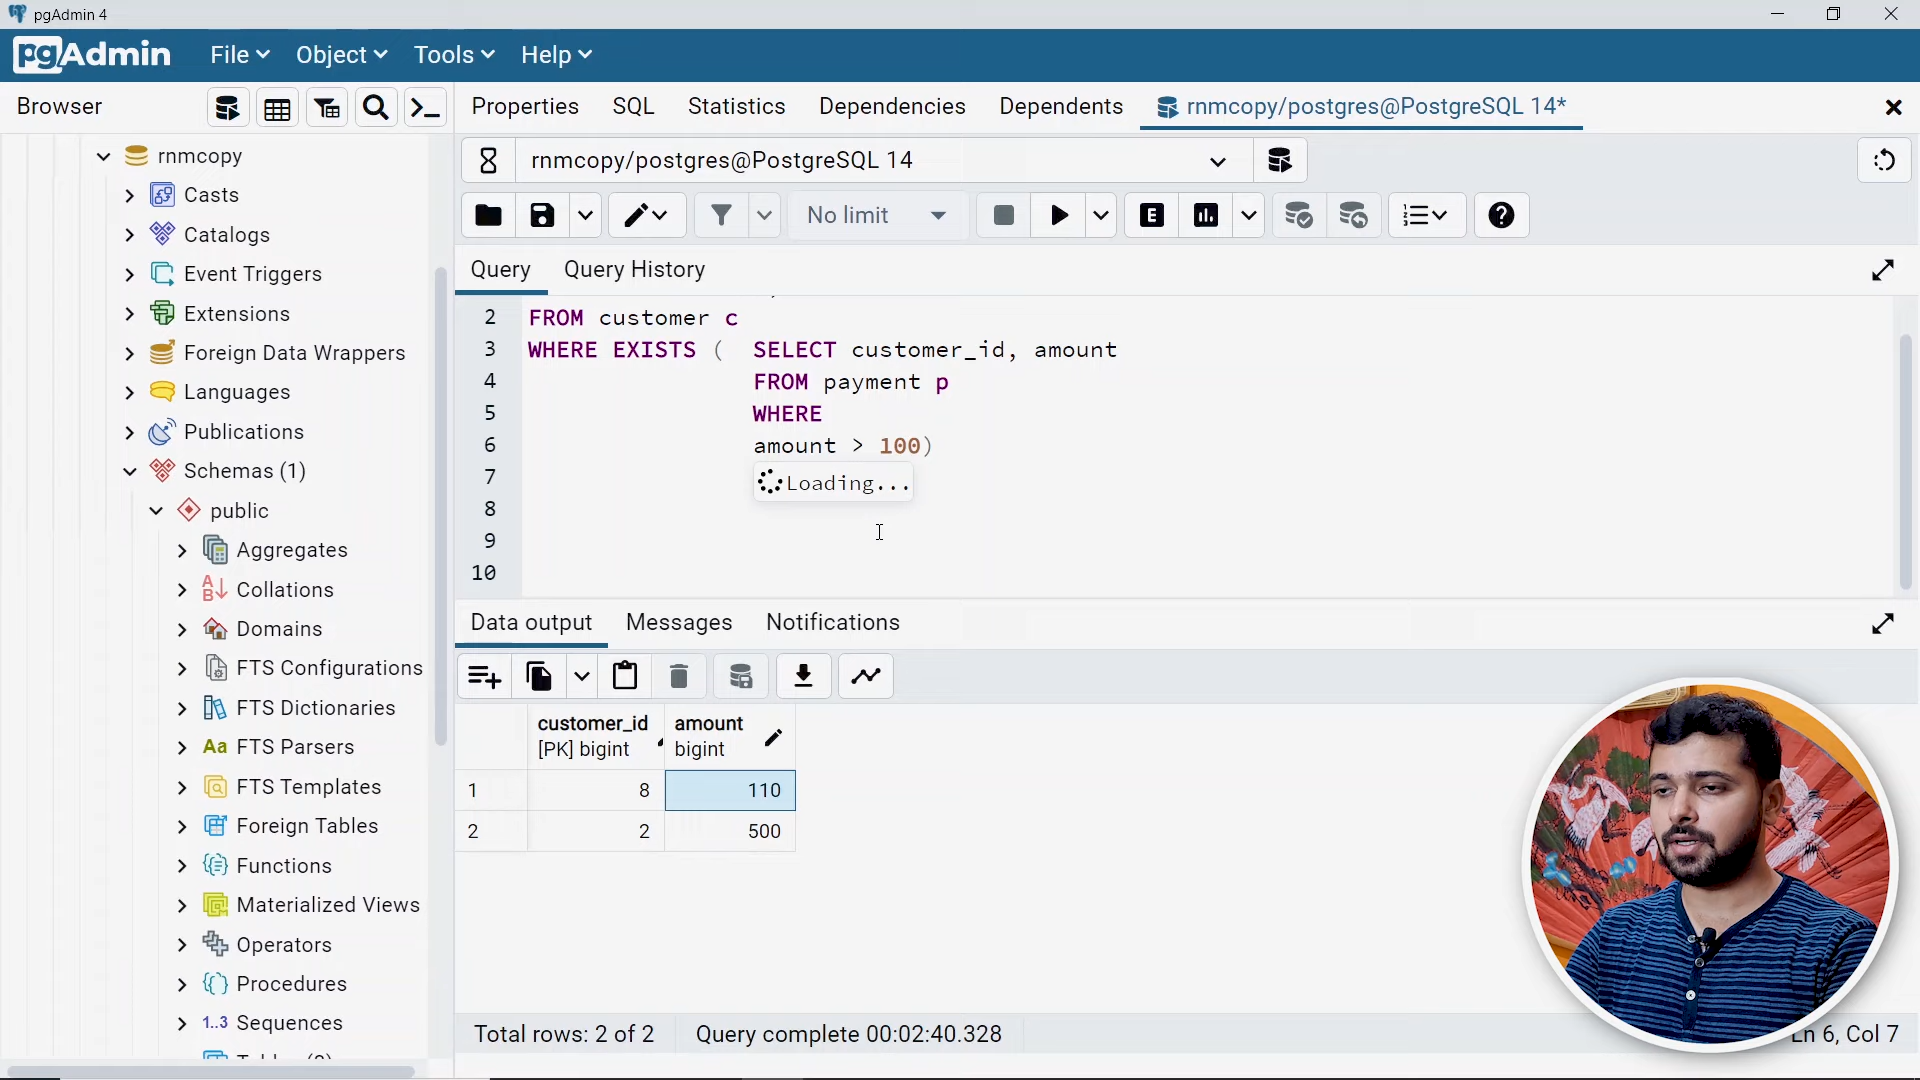 pgAdmin 4
pgAdmin File Object Tools Help
Browser
Properties SQL Statistics Dependencies Dependents rnmcopy/postgres@PostgreSQL 14*
rnmcopy
Casts
Catalogs
Event Triggers
Extensions
Foreign Data Wrappers
Languages
Publications
Schemas (1)
public
Aggregates
Collations
Domains
FTS Configurations
FTS Dictionaries
Aa FTS Parsers
FTS Templates
Foreign Tables
Functions
Materialized Views
Operators
Procedures
1..3 Sequences
rnmcopy/postgres@PostgreSQL 14
No limit E
Query Query History
2 FROM customer c
3 WHERE EXISTS ( SELECT customer_id, amount
4 FROM payment p
5 WHERE
6 amount > 100)
7 Loading...
8
9
10
Data output Messages Notifications
customer_id amount
[PK] bigint bigint
1 8 110
2 2 500
Total rows: 2 of 2 Query complete 00:02:40.328 Ln 6, Col 7